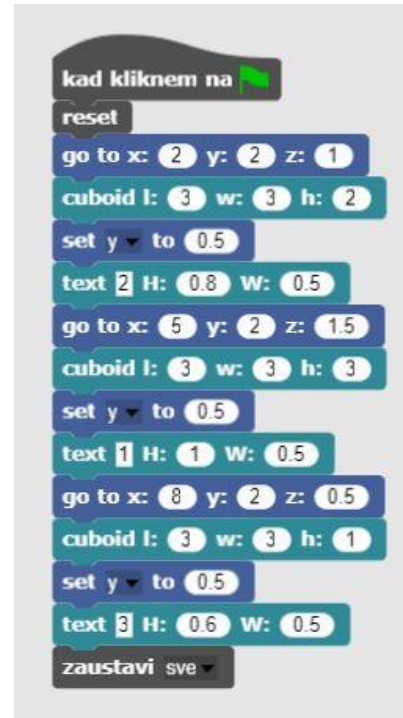 kad kliknem na
reset
go to x: 2 y: 2 z: 1
cuboid l: 3 w: 3 h: 2
set y to 0.5
text 2 H: 0.8 W: 0.5
go to x: 5 y: 2 z: 1.5
cuboid l: 3 w: 3 h: 3
set y to 0.5
text 1 H: 1 W: 0.5
go to x: 8 y: 2 z: 0.5
cuboid l: 3 w: 3 h: 1
set y to 0.5
text 3 H: 0.6 W: 0.5
zaustavi sve